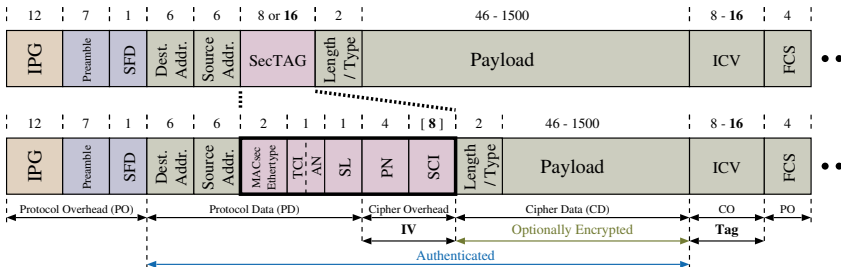 12 7 1 6 6 8 or 16 2 46 - 1500 8 - 16 4
IPG Preamble SFD Dest. Addr. Source Addr. SecTAG Length / Type Payload ICV FCS
12 7 1 6 6 2 1 1 4 [ 8 ] 2 46 - 1500 8 - 16 4
IPG Preamble SFD Dest. Addr. Source Addr. MACsec Ethertype TCI AN SL PN SCI Length / Type Payload ICV FCS
Protocol Overhead (PO) Protocol Data (PD) Cipher Overhead Cipher Data (CD) CO PO
IV Optionally Encrypted Tag
Authenticated